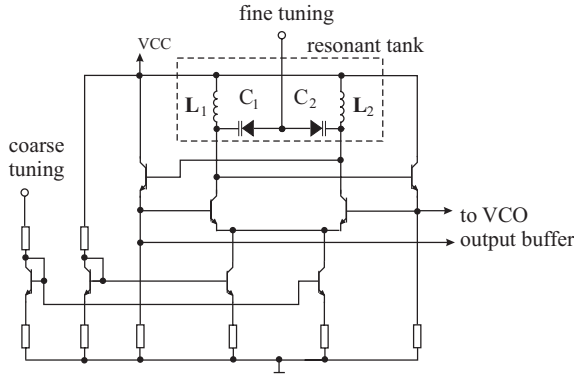 fine tuning
VCC
resonant tank
L1
C1
C2
L2
coarse
tuning
to VCO
output buffer